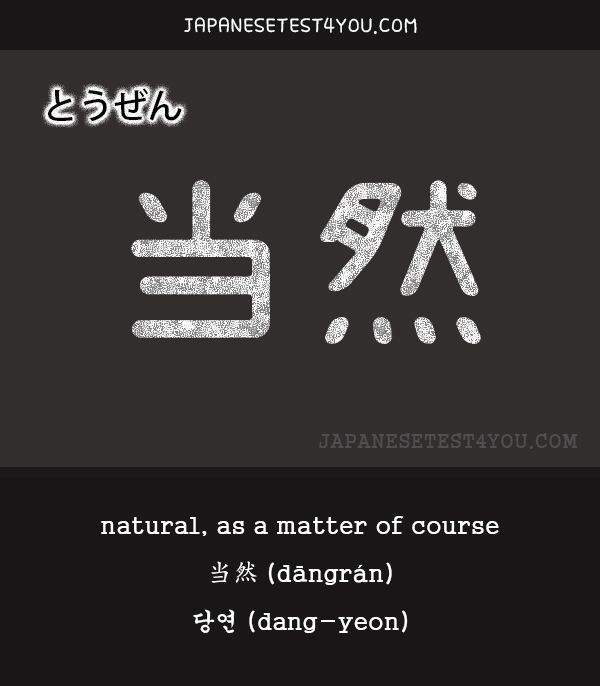 JAPANESETEST4YOU.COM
とうぜん
当然
JAPANESETEST4YOU.COM
natural, as a matter of course
当然 (dāngrán)
당연 (dang-yeon)